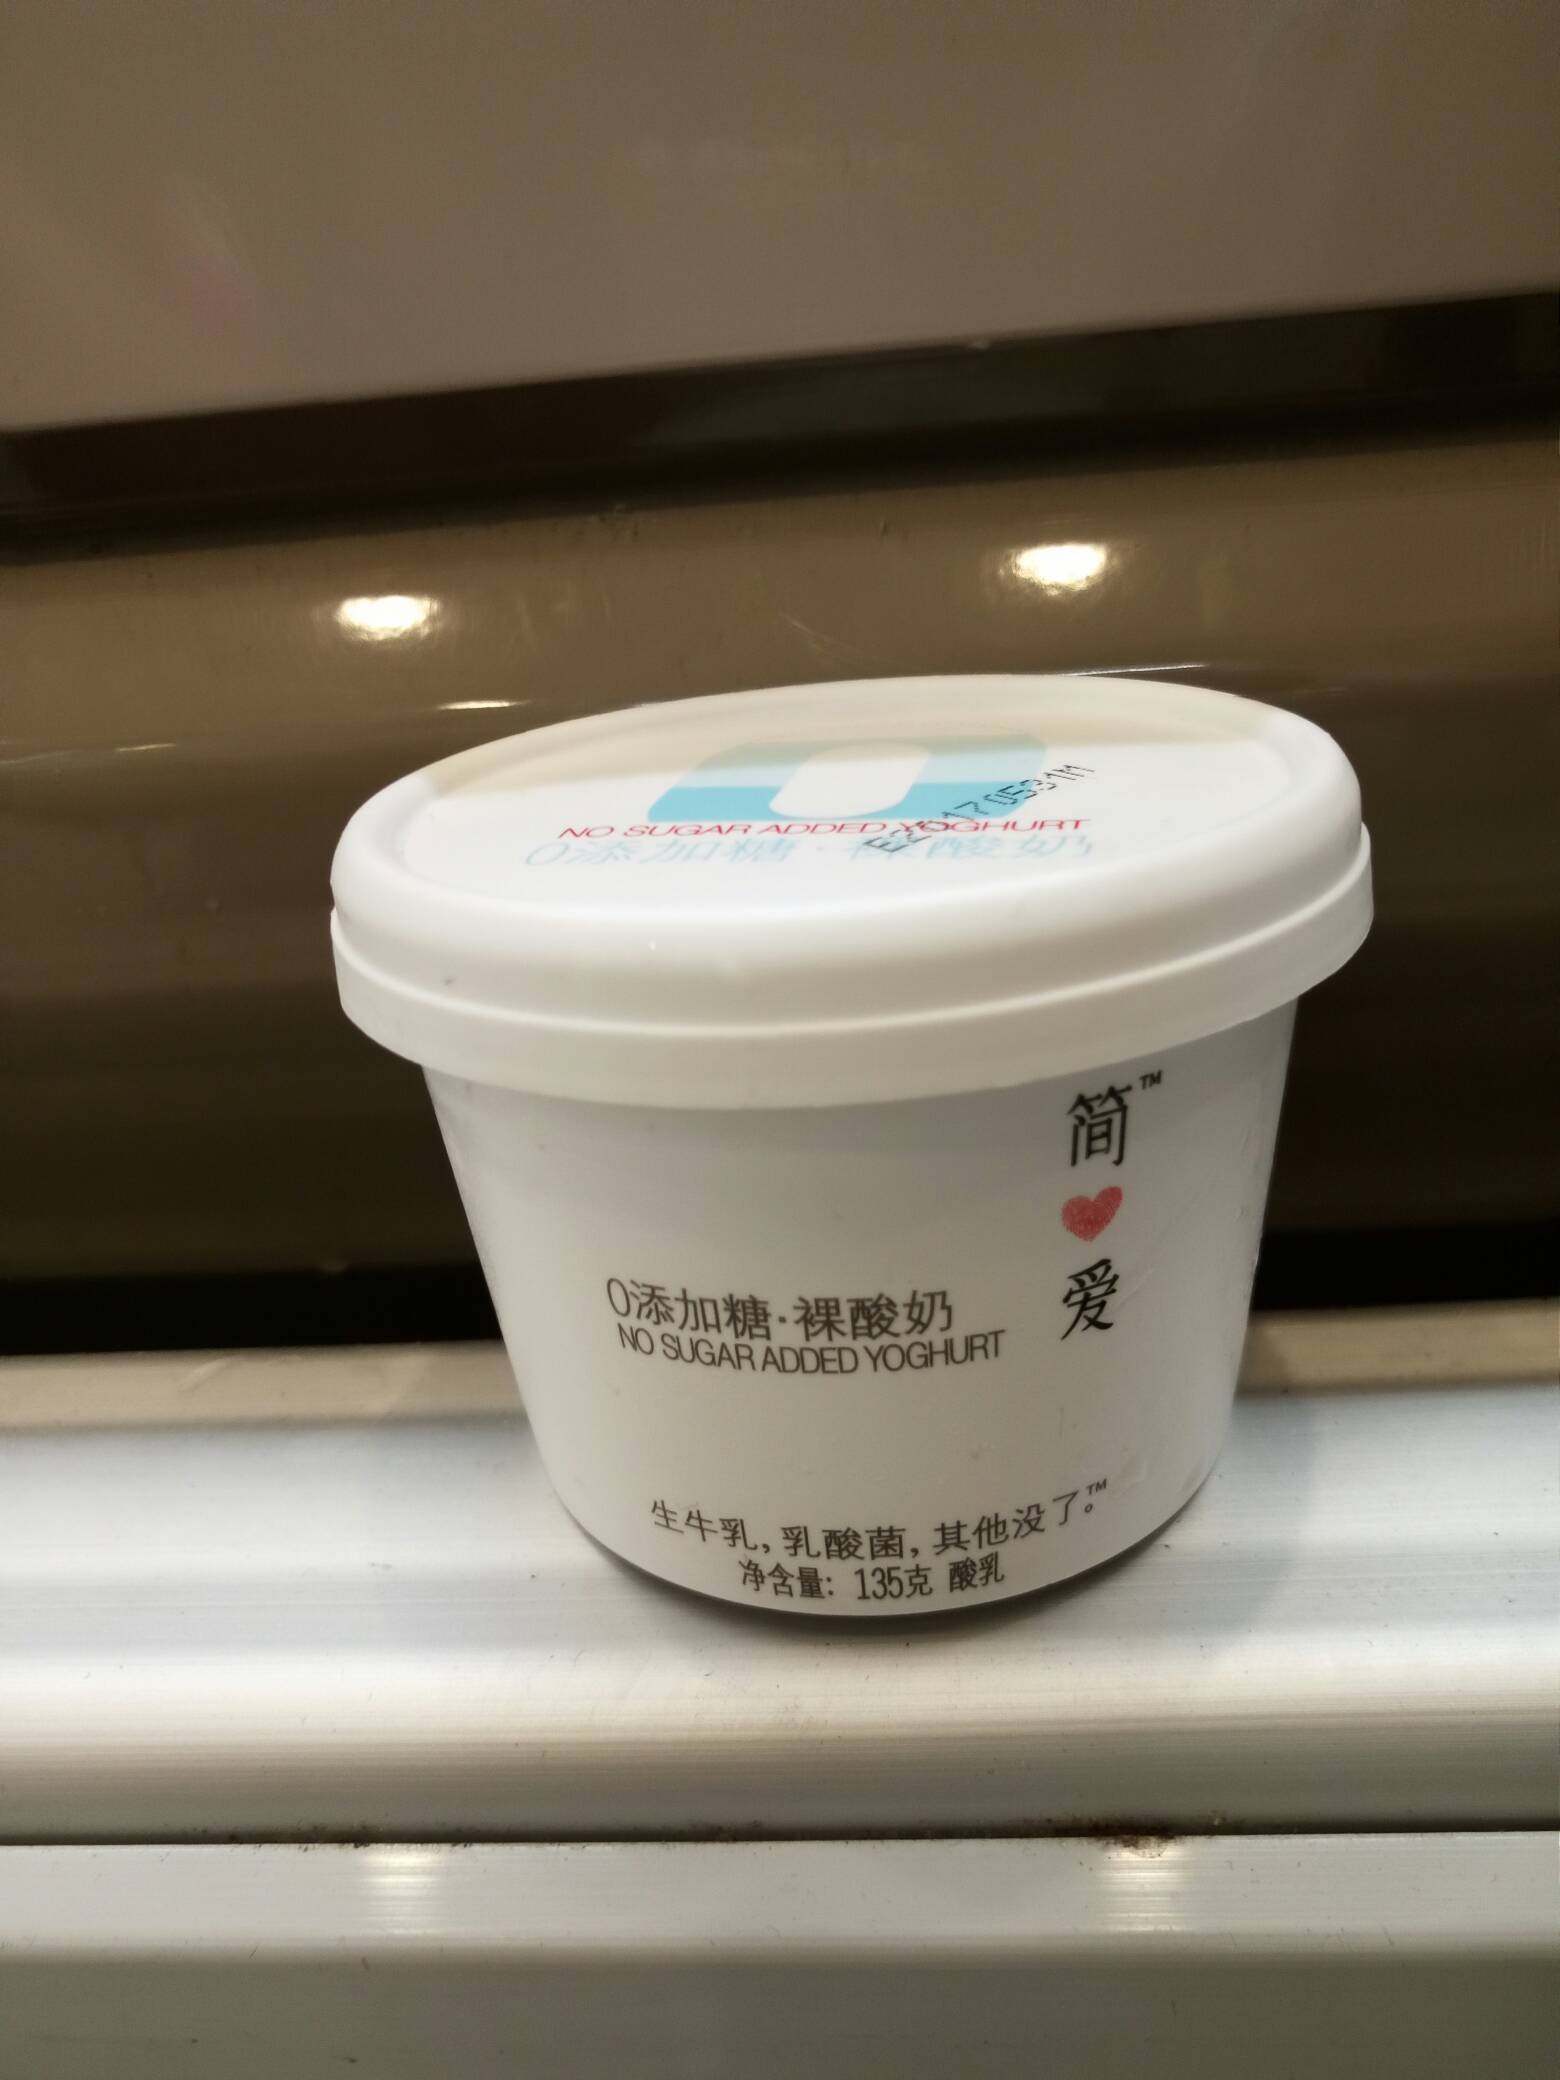 0
NO SUGAR ADDED YOGHURT
0添加糖·裸酸奶
简™
爱
0添加糖·裸酸奶
NO SUGAR ADDED YOGHURT
生牛乳,乳酸菌,其他没了。™
净含量: 135克 酸乳